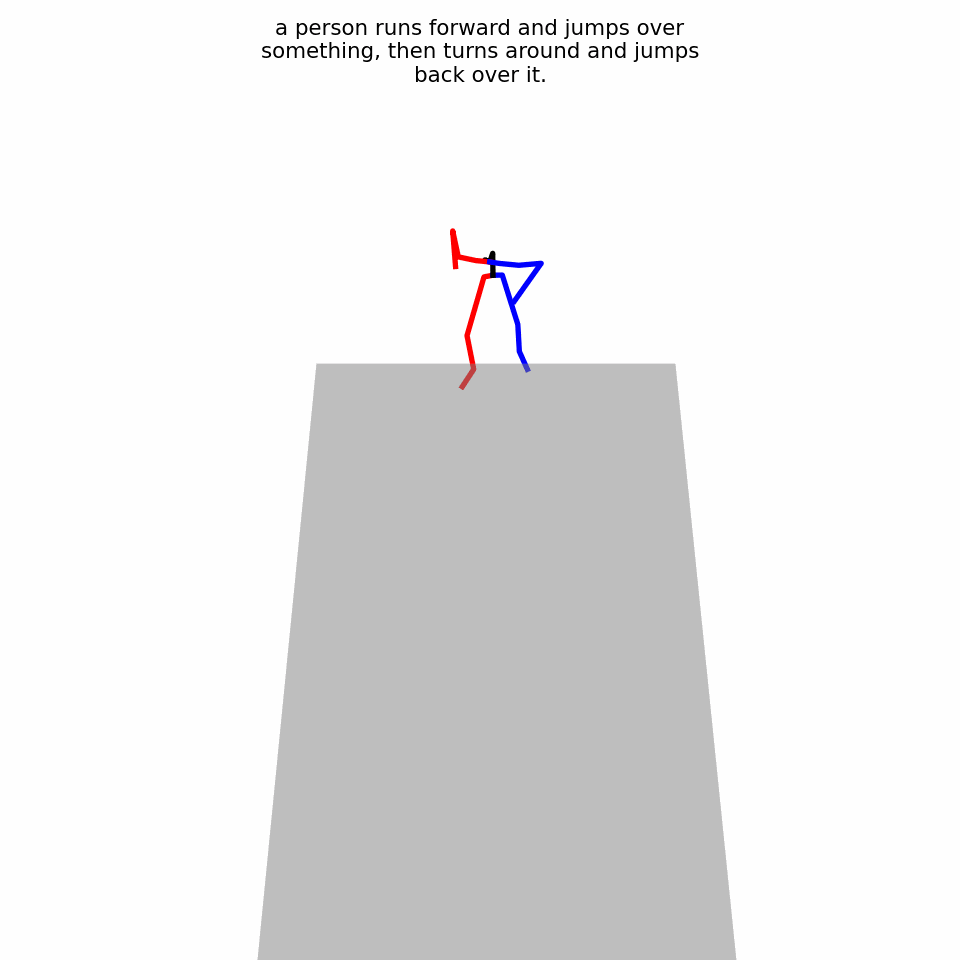 a person runs forward and jumps over
something, then turns around and jumps
back over it.